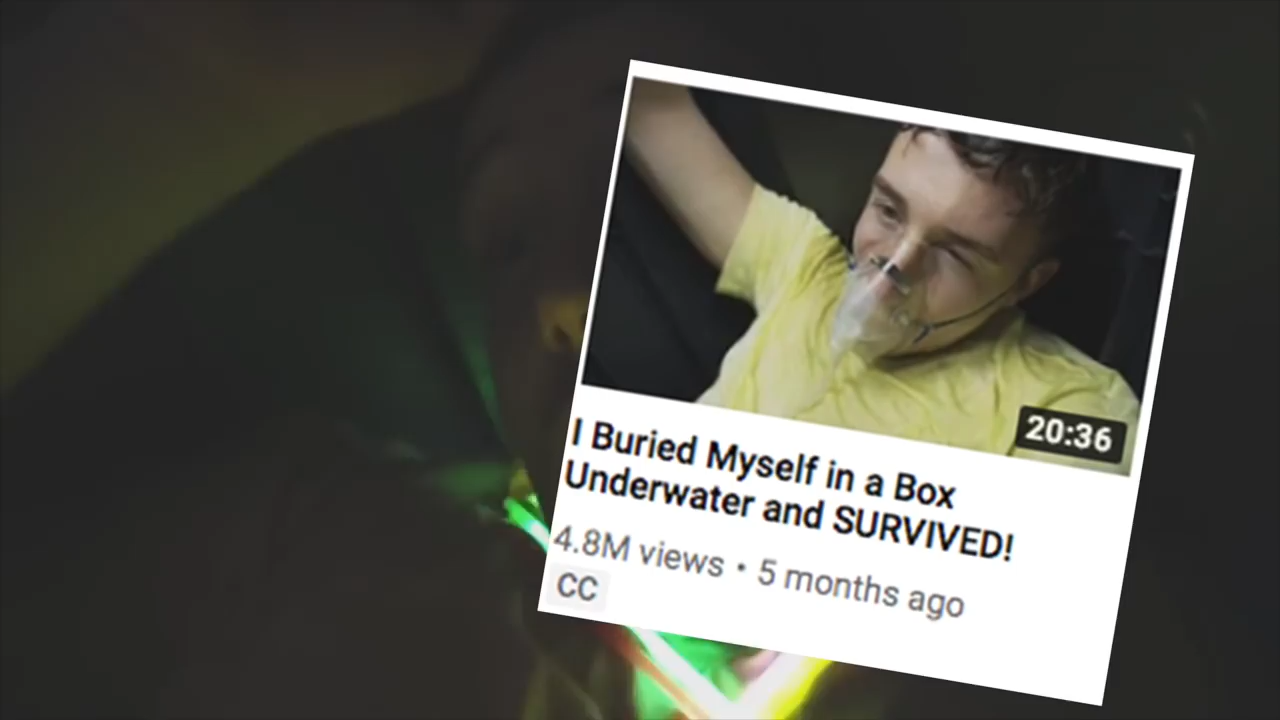 20:36
I Buried Myself in a Box
Underwater and SURVIVED!
4.8M views • 5 months ago
CC